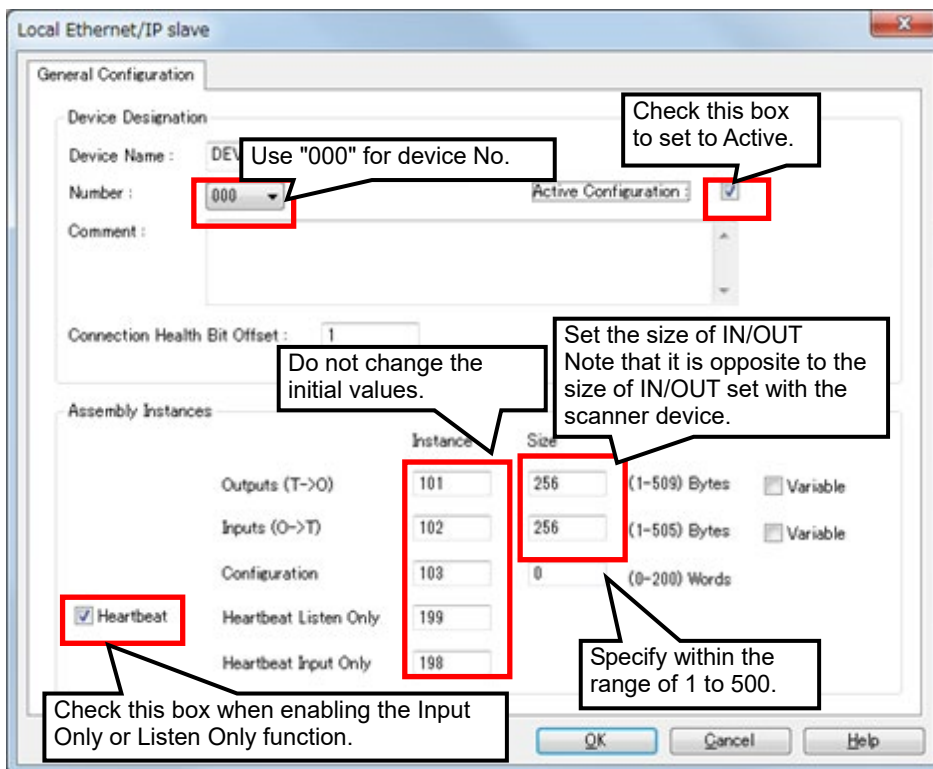 Local Ethernet/IP slave
General Configuration
Device Designation
Check this box
to set to Active.
Device Name :
DEV
Use "000" for device No.
Number :
000
Active Configuration :
Comment :
Connection Health Bit Offset :
1
Set the size of IN/OUT
Note that it is opposite to the
size of IN/OUT set with the
scanner device.
Do not change the
initial values.
Assembly Instances
Instance
Size
Outputs (T->O)
101
256
(1-509) Bytes
Variable
Inputs (O->T)
102
256
(1-505) Bytes
Variable
Configuration
103
0
(0-200) Words
Heartbeat
Heartbeat Listen Only
199
Heartbeat Input Only
198
Specify within the
range of 1 to 500.
Check this box when enabling the Input
Only or Listen Only function.
OK
Cancel
Help